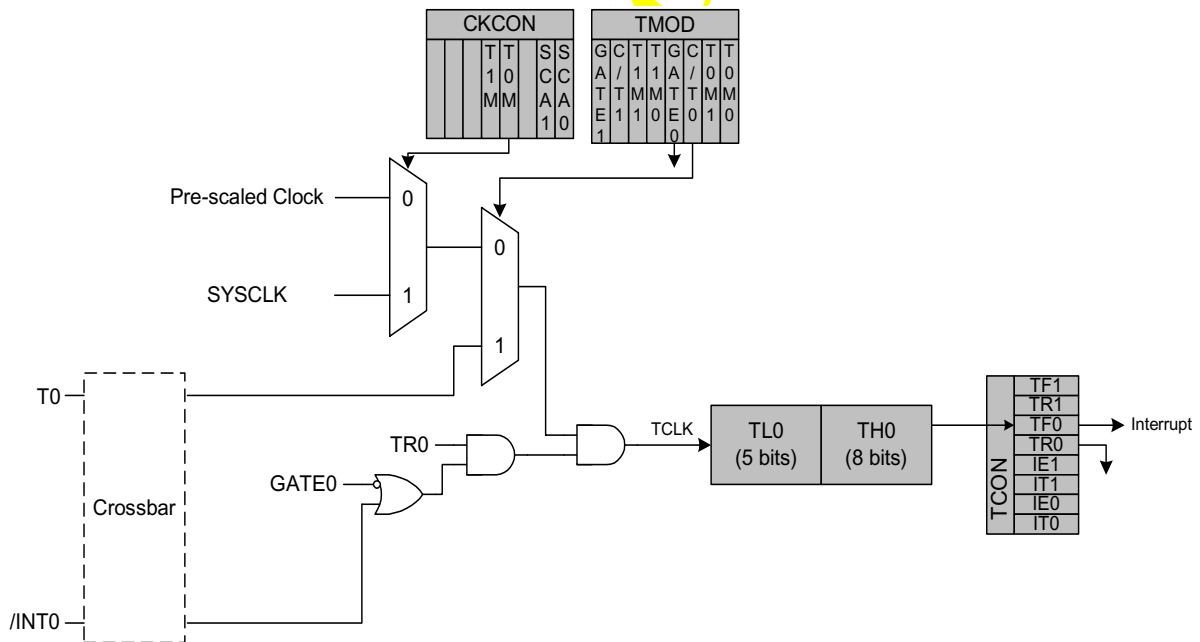 CKCON
T1M
T0M
SCA1
SCA0
TMOD
GATE1
C/T1
T1M1
T1M0
GATE0
C/T0
T0M1
T0M0
Pre-scaled Clock
0
SYSCLK
1
0
1
T0
Crossbar
/INT0
TR0
GATE0
TCLK
TL0
(5 bits)
TH0
(8 bits)
TCON
TF1
TR1
TF0
TR0
IE1
IT1
IE0
IT0
Interrupt